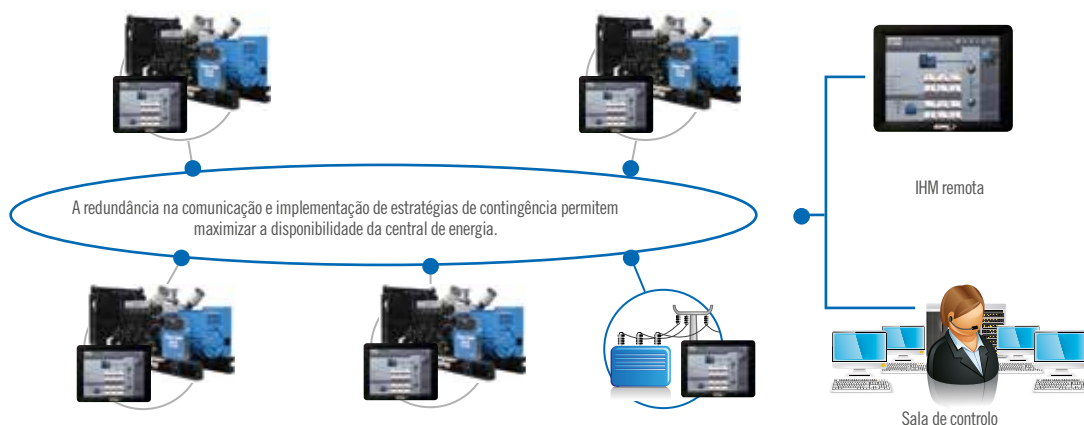 A redundância na comunicação e implementação de estratégias de contingência permitem
maximizar a disponibilidade da central de energia.
IHM remota
Sala de controlo